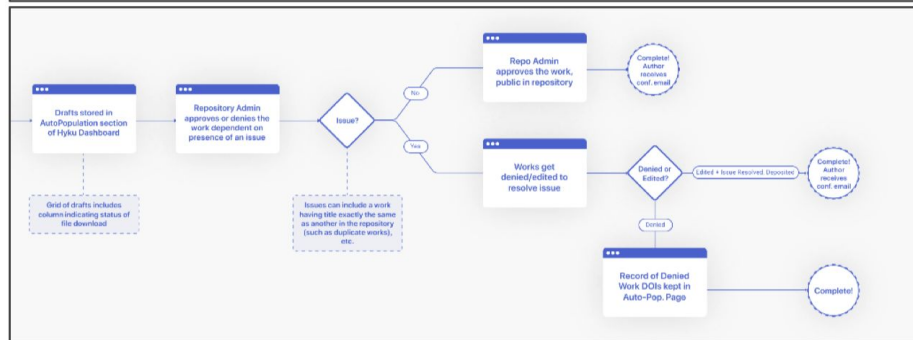 Drafts stored in
AutoPopulation section
of Hyku Dashboard
Grid of drafts includes
column indicating status of
file download
Repository Admin
approves or denies the
work dependent on
presence of an issue
Issue?
Issues can include a work
having title exactly the same
as another in the repository
(such as duplicate works),
etc.
No
Repo Admin
approves the work,
public in repository
Complete!
Author
receives
conf. email
Yes
Works get
denied/edited to
resolve issue
Denied or
Edited?
Edited + Issue Resolved. Deposited
Complete!
Author
receives
conf. email
Denied
Record of Denied
Work DOIs kept in
Auto-Pop. Page
Complete!